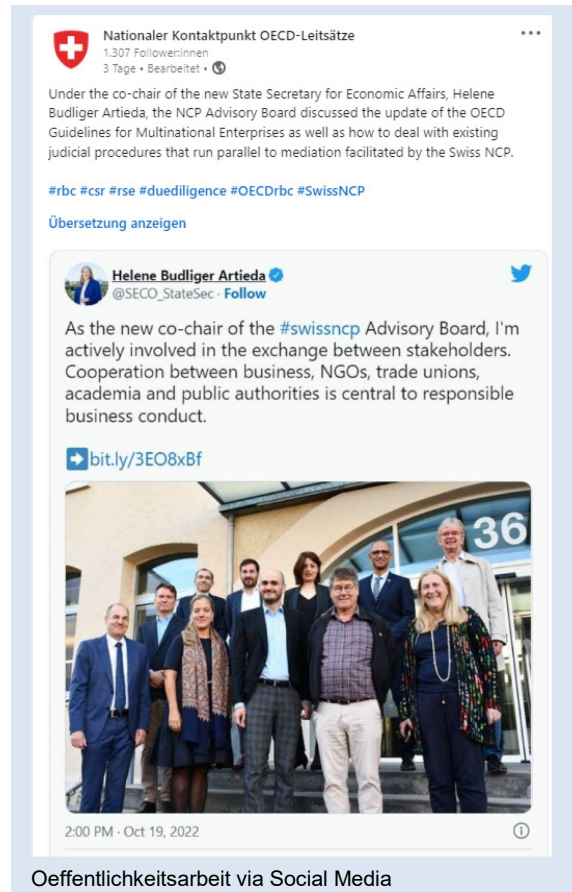 Nationaler Kontaktpunkt OECD-Leitsätze
1.307 Follower:innen
3 Tage • Bearbeitet •
Under the co-chair of the new State Secretary for Economic Affairs, Helene
Budliger Artieda, the NCP Advisory Board discussed the update of the OECD
Guidelines for Multinational Enterprises as well as how to deal with existing
judicial procedures that run parallel to mediation facilitated by the Swiss NCP.
#rbc #csr #rse #duediligence #OECDrbc #SwissNCP
Übersetzung anzeigen
Helene Budliger Artieda
@SECO_StateSec · Follow
As the new co-chair of the #swissncp Advisory Board, I'm
actively involved in the exchange between stakeholders.
Cooperation between business, NGOs, trade unions,
academia and public authorities is central to responsible
business conduct.
➡bit.ly/3EO8xBf
36
2:00 PM · Oct 19, 2022
Oeffentlichkeitsarbeit via Social Media